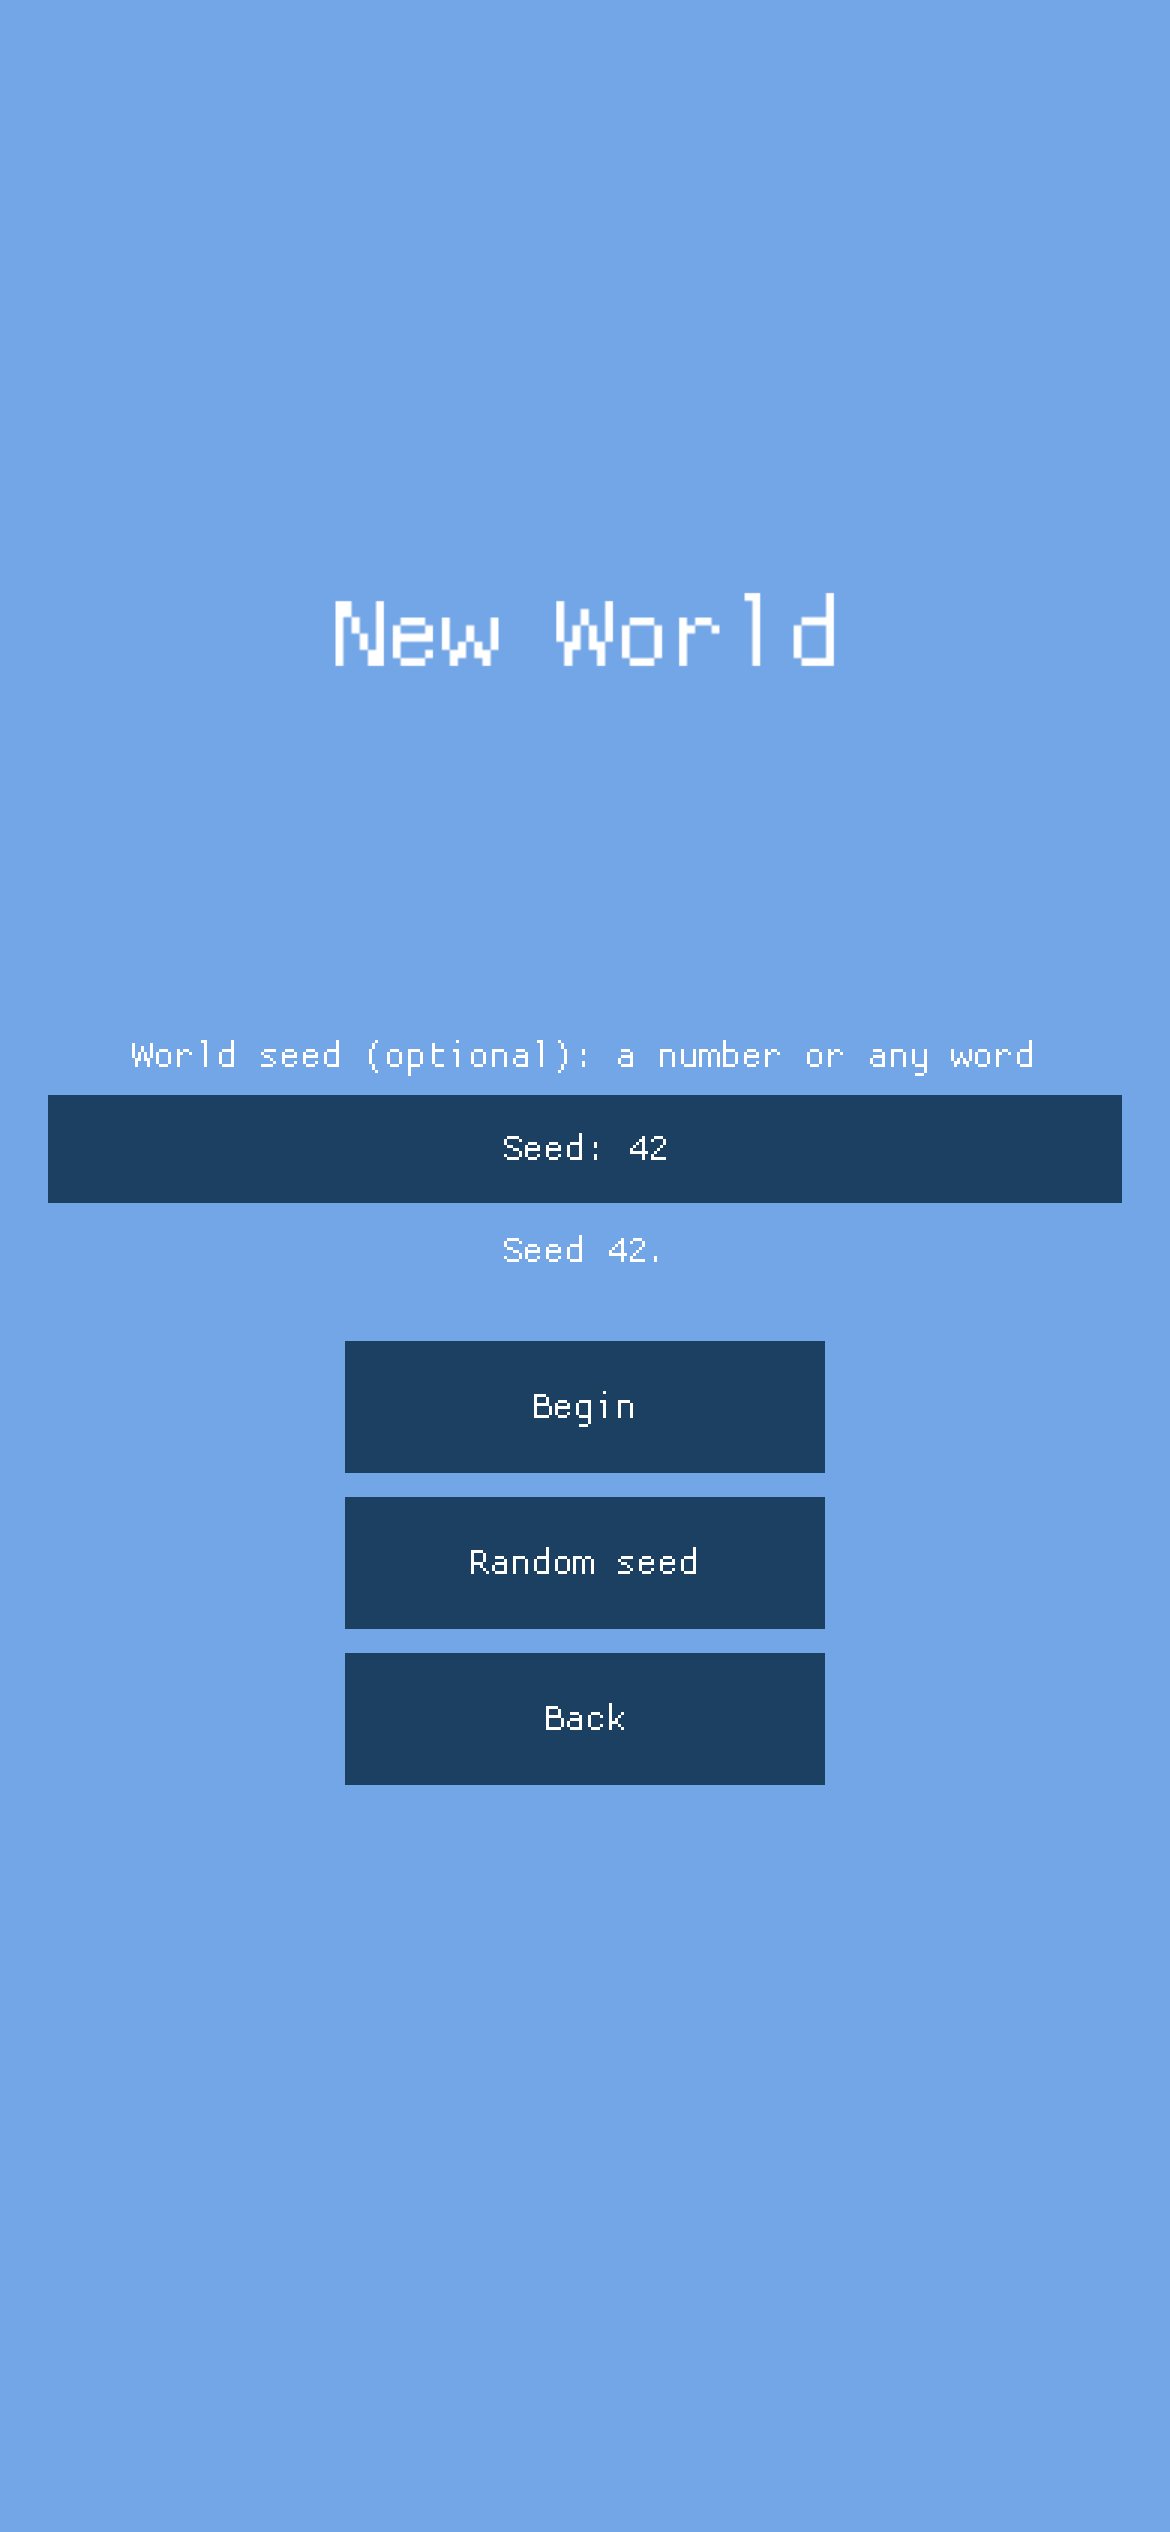 New World
World seed (optional): a number or any word
Seed: 42
Seed 42.
Begin
Random seed
Back